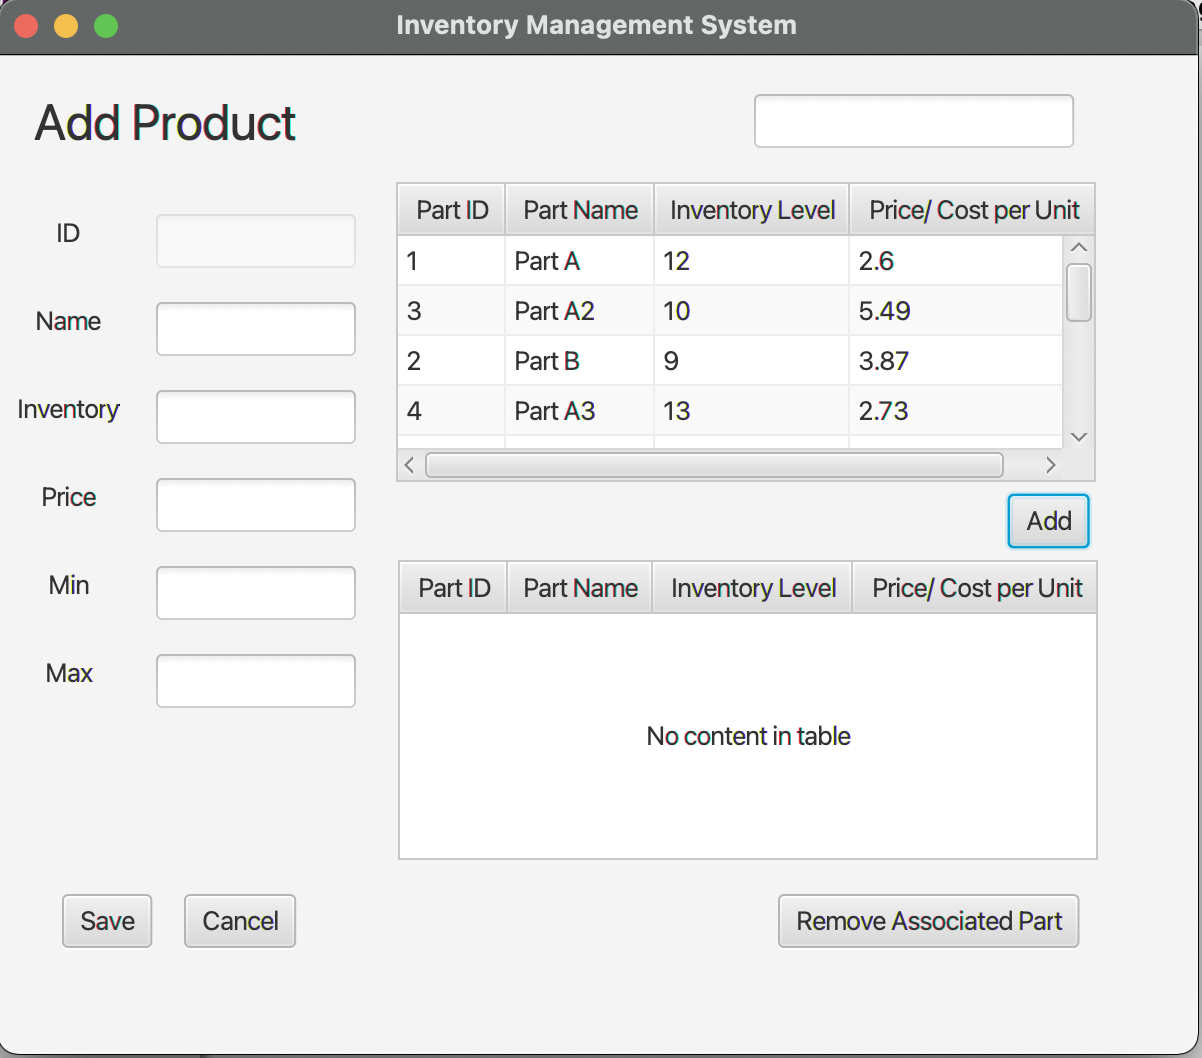 Inventory Management System
Add Product
ID
Name
Inventory
Price
Min
Max
Part ID Part Name Inventory Level Price/ Cost per Unit
1 Part A 12 2.6
3 Part A2 10 5.49
2 Part B 9 3.87
4 Part A3 13 2.73
Add
Part ID Part Name Inventory Level Price/ Cost per Unit
No content in table
Save Cancel Remove Associated Part